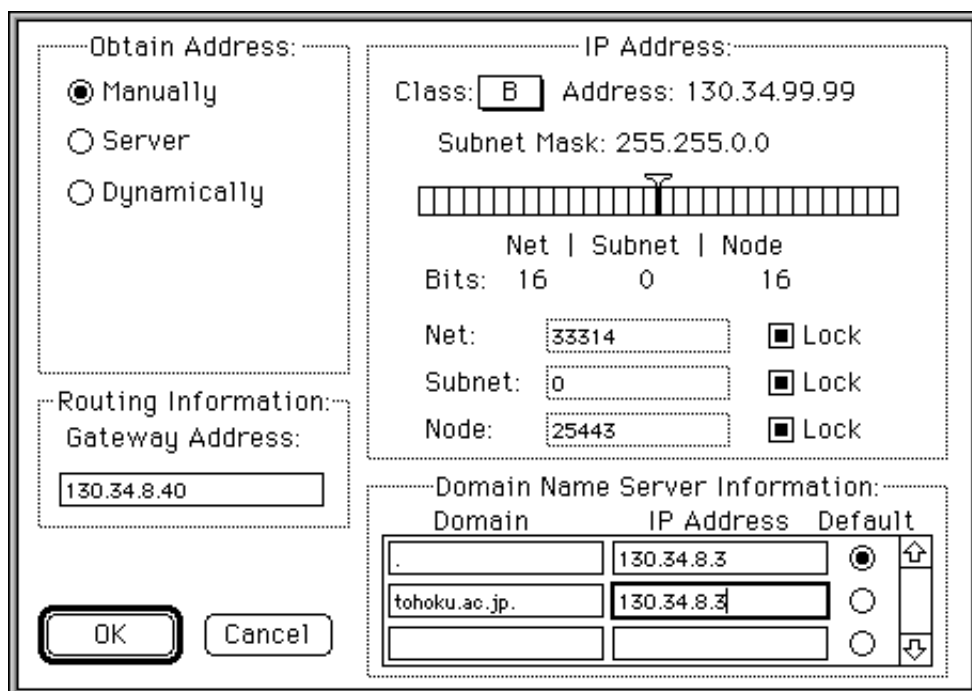 Obtain Address:
Manually
Server
Dynamically
Routing Information:
Gateway Address:
130.34.8.40
OK
Cancel
IP Address:
Class: B Address: 130.34.99.99
Subnet Mask: 255.255.0.0
Net | Subnet | Node
Bits: 16 0 16
Net: 33314 Lock
Subnet: 0 Lock
Node: 25443 Lock
Domain Name Server Information:
Domain IP Address Default
. 130.34.8.3
tohoku.ac.jp. 130.34.8.3